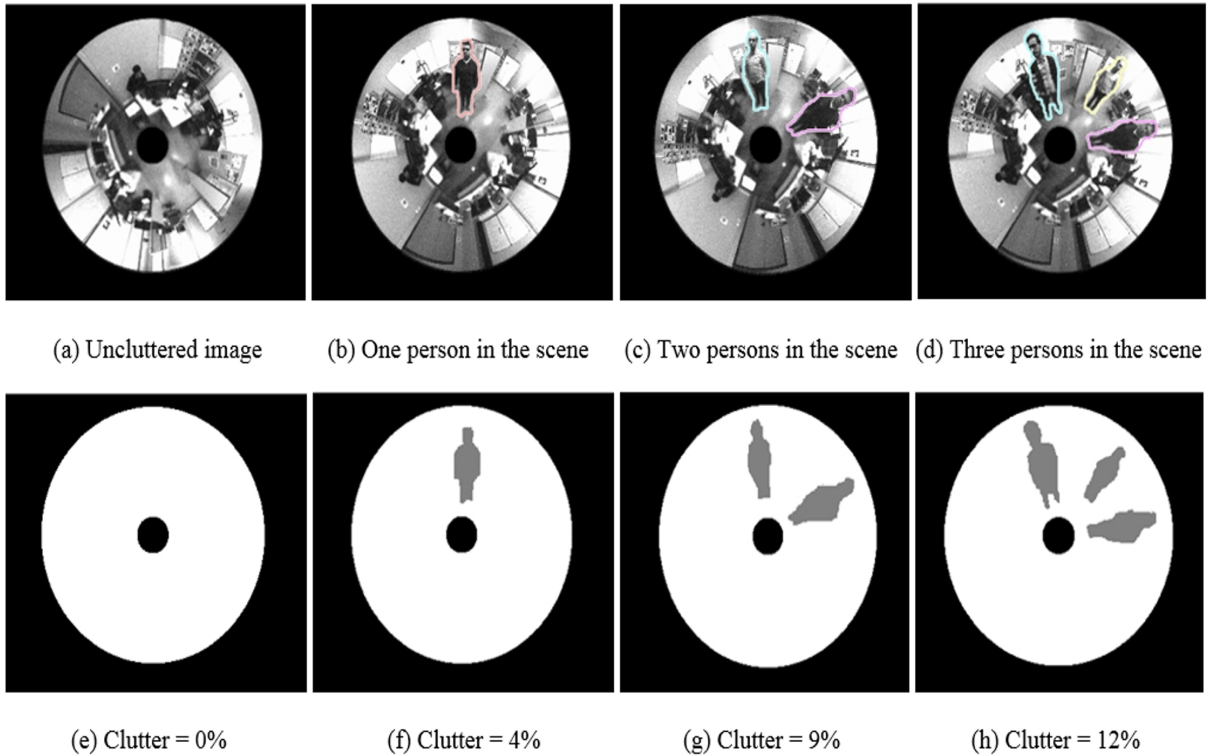 (a) Uncluttered image
(b) One person in the scene
(c) Two persons in the scene
(d) Three persons in the scene
(e) Clutter = 0%
(f) Clutter = 4%
(g) Clutter = 9%
(h) Clutter = 12%